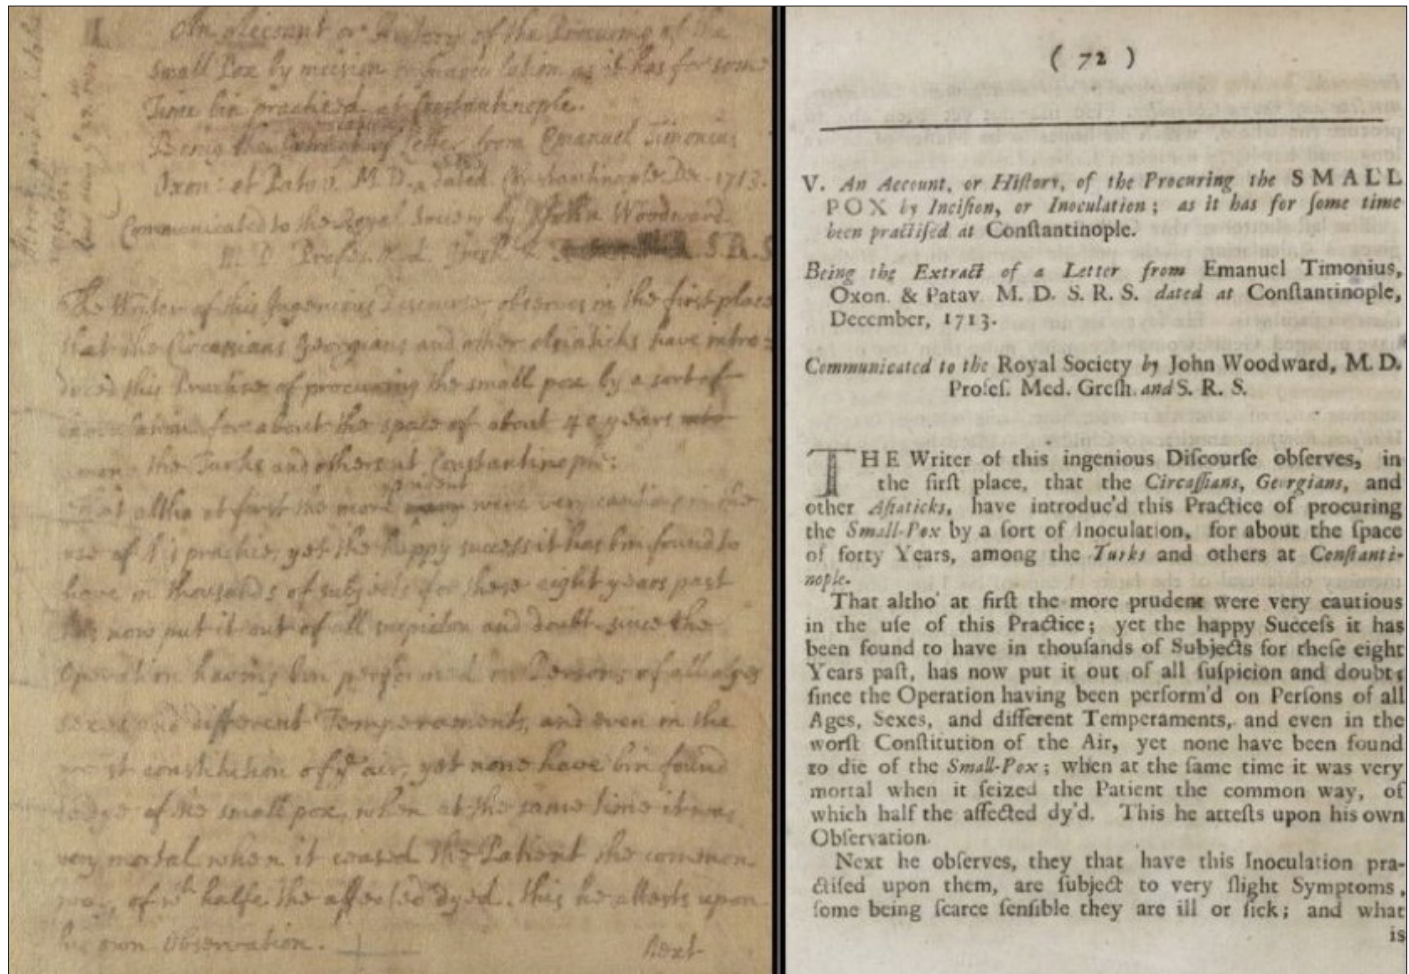 An account or History of the Procuring of the
small Pox by incision or inoculation as it has for some
Time bin practised at Constantinople.
Being the Extract of a Letter from Emanuel Timonius
Oxon: et Patav. M.D. dated Constantinople De. 1713.
Communicated to the Royal Society by John Woodward
M D Profes. Med. Gresh. & S.R.S
The Writer of this Ingenious Discourse observes in the first place
that the Circassians Georgians and other Asiaticks have intro=
duced this Practise of procuring the small pox by a sort of
inoculation for about the space of about 40 years
among the Turks and others at Constantinople:
that altho at first the more prudent were very cautious in the
use of this practise, yet the happy success it has bin found to
have in thousands of subjects for these eight years past
has now put it out of all suspicion and doubt since the
Operation having bin performed on Persons of all ages
sexes and different Temperaments, and even in the
worst constitution of ye air, yet none have bin found
to dye of the small pox, when at the same time it was
very mortal when it ceased the Patient the common
way, of wh halfe the affected dyed. this he attests upon
his own observation.
Next
( 72 )
V. An Account, or Hiſtory, of the Procuring the SMALL
POX by Inciſion, or Inoculation; as it has for ſome time
been practiſed at Conſtantinople.
Being the Extract of a Letter from Emanuel Timonius,
Oxon. & Patav. M. D. S. R. S. dated at Conſtantinople,
December, 1713.
Communicated to the Royal Society by John Woodward, M. D.
Profeſ. Med. Greſh. and S. R. S.
THE Writer of this ingenious Diſcourſe obſerves, in
the firſt place, that the Circaſſians, Georgians, and
other Aſiaticks, have introduc'd this Practice of procuring
the Small-Pox by a ſort of Inoculation, for about the ſpace
of forty Years, among the Turks and others at Conſtanti-
nople.
That altho' at firſt the more prudent were very cautious
in the uſe of this Practice; yet the happy Succeſs it has
been found to have in thouſands of Subjects for theſe eight
Years paſt, has now put it out of all ſuſpicion and doubt;
ſince the Operation having been perform'd on Perſons of all
Ages, Sexes, and different Temperaments, and even in the
worſt Conſtitution of the Air, yet none have been found
to die of the Small-Pox; when at the ſame time it was very
mortal when it ſeized the Patient the common way, of
which half the affected dy'd. This he atteſts upon his own
Obſervation.
Next he obſerves, they that have this Inoculation pra-
ctiſed upon them, are ſubject to very ſlight Symptoms,
ſome being ſcarce ſenſible they are ill or ſick; and what
is